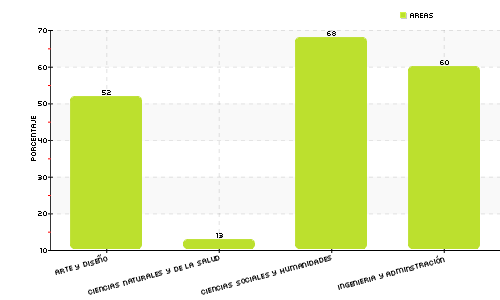 AREAS
PORCENTAJE
70
60
50
40
30
20
10
52
13
68
60
ARTE Y DISEÑO
CIENCIAS NATURALES Y DE LA SALUD
CIENCIAS SOCIALES Y HUMANIDADES
INGENIERIA Y ADMINSTRACIÓN